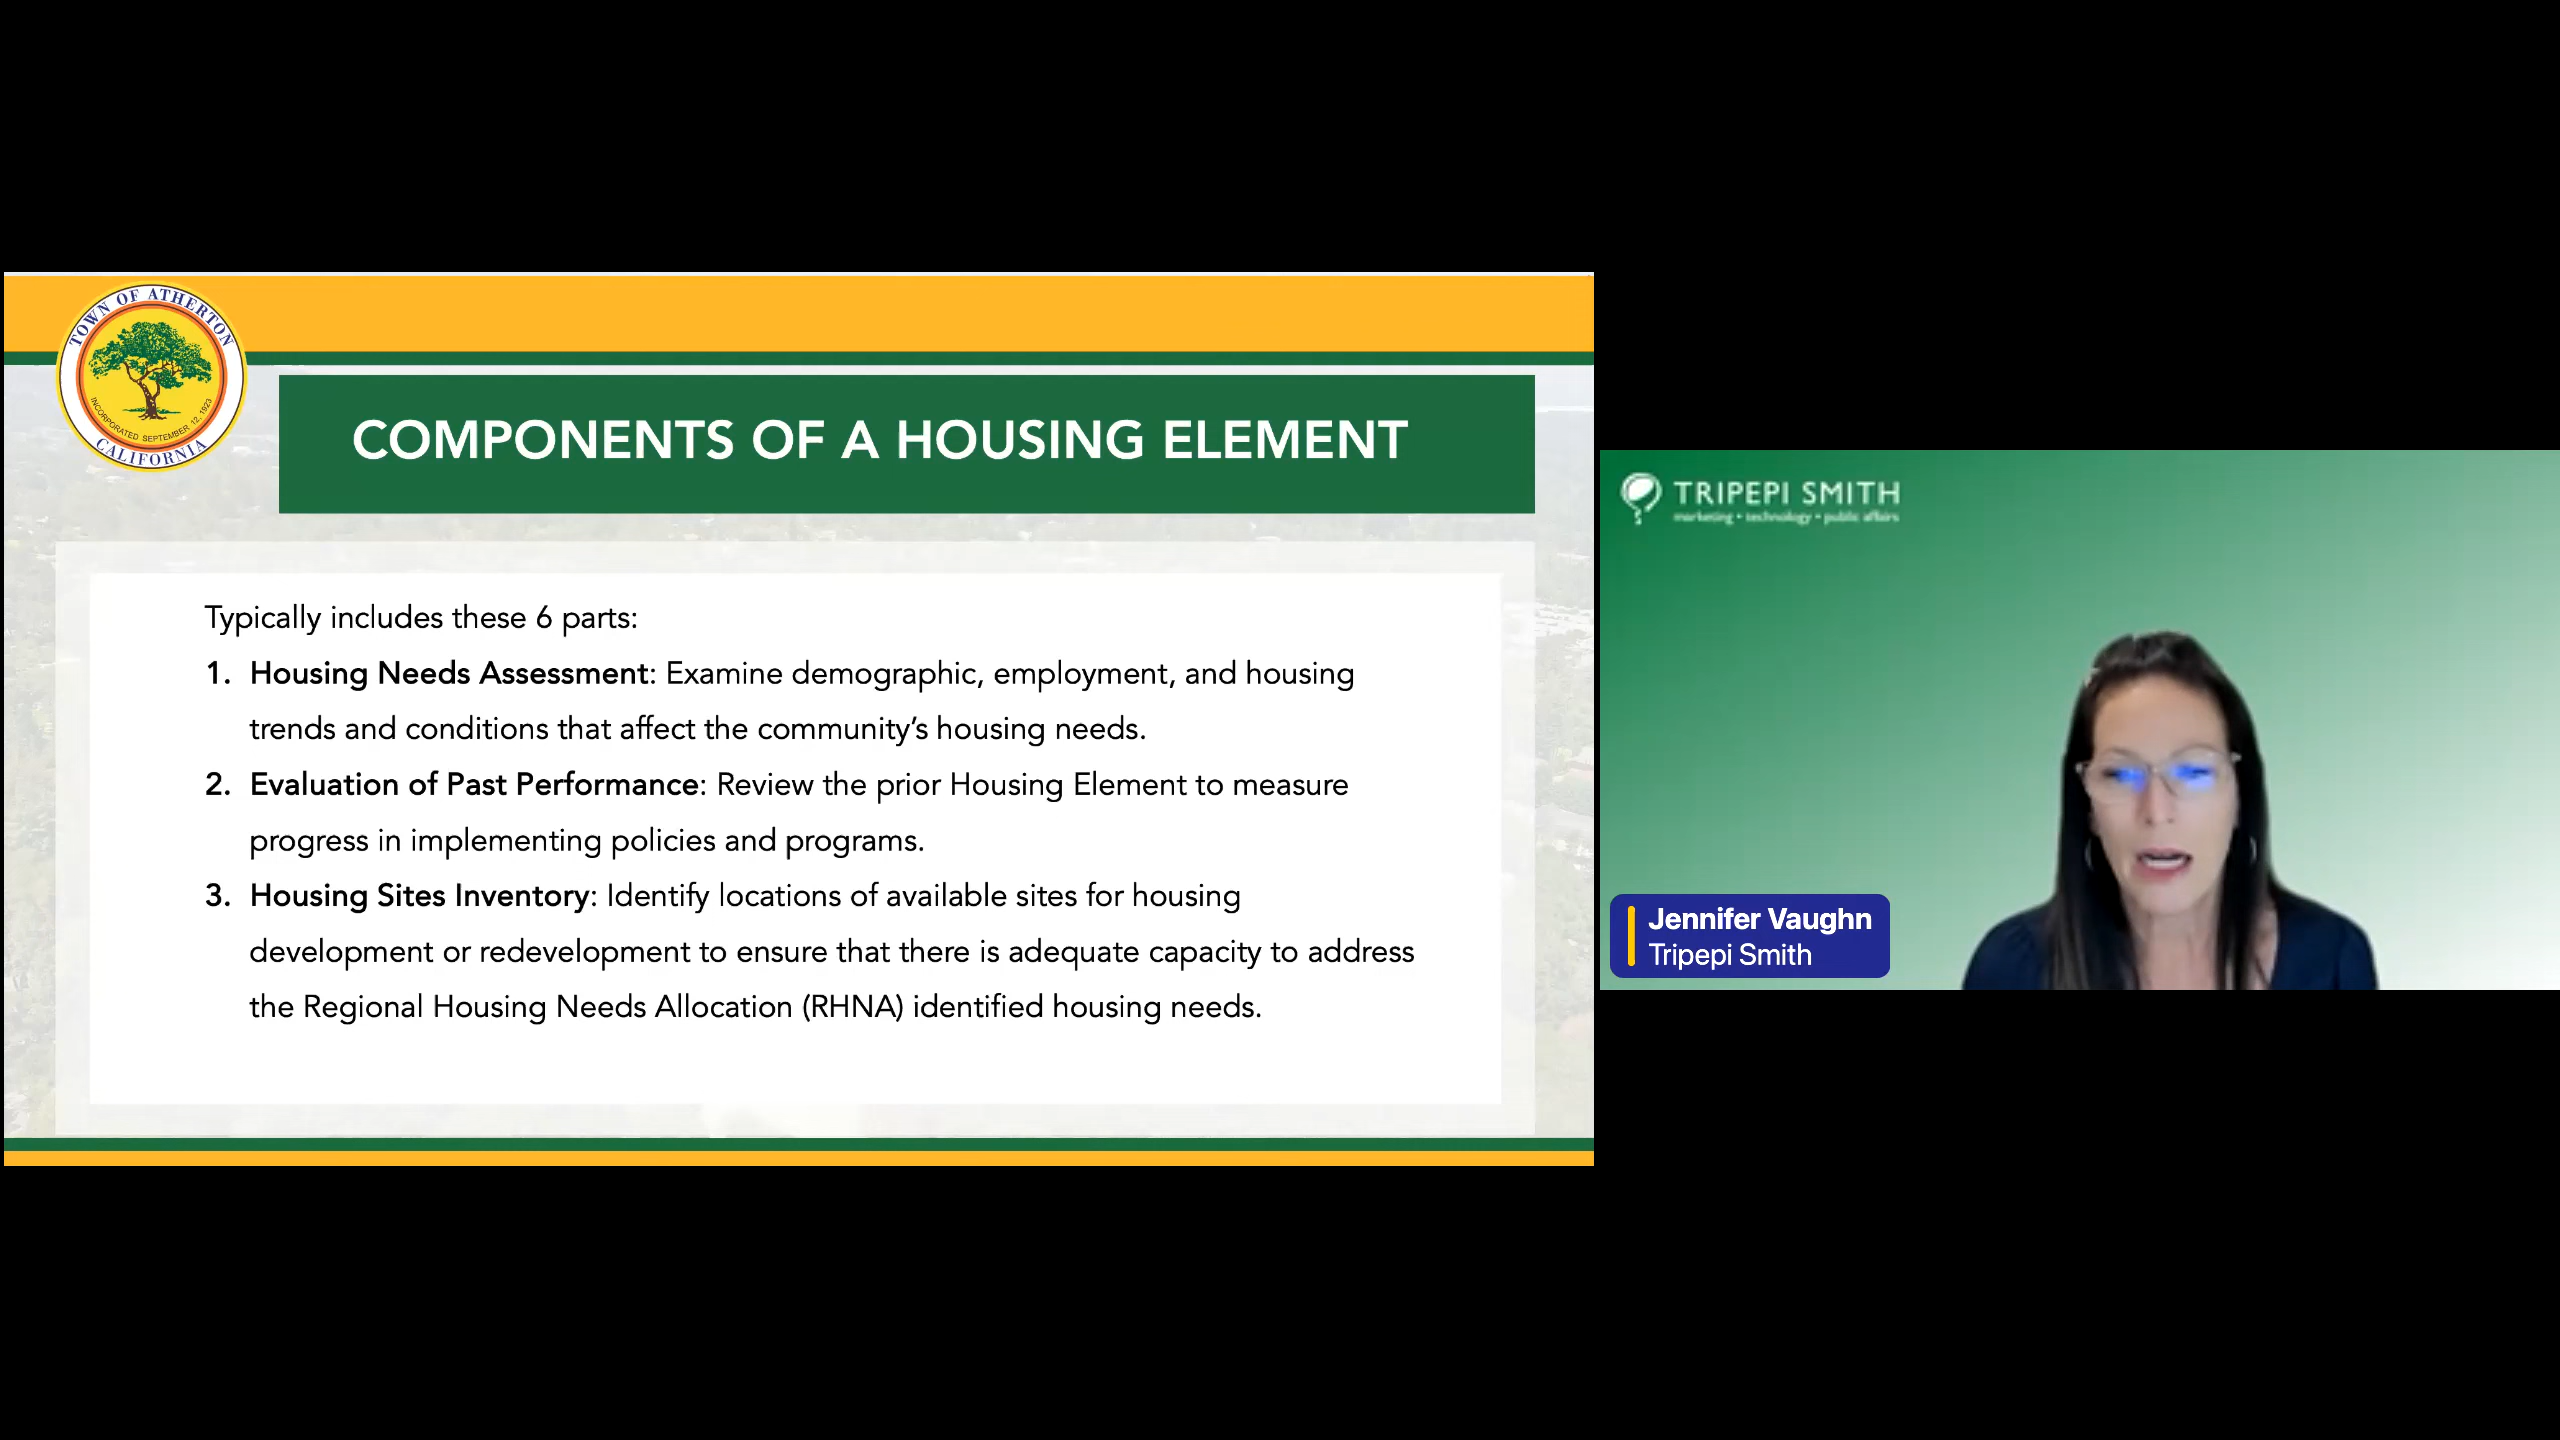 TOWN OF ATHERTON
INCORPORATED SEPTEMBER 12, 1923
CALIFORNIA
COMPONENTS OF A HOUSING ELEMENT
Typically includes these 6 parts:
1. Housing Needs Assessment: Examine demographic, employment, and housing
trends and conditions that affect the community’s housing needs.
2. Evaluation of Past Performance: Review the prior Housing Element to measure
progress in implementing policies and programs.
3. Housing Sites Inventory: Identify locations of available sites for housing
development or redevelopment to ensure that there is adequate capacity to address
the Regional Housing Needs Allocation (RHNA) identified housing needs.
TRIPEPI SMITH
marketing • technology • public affairs
Jennifer Vaughn
Tripepi Smith